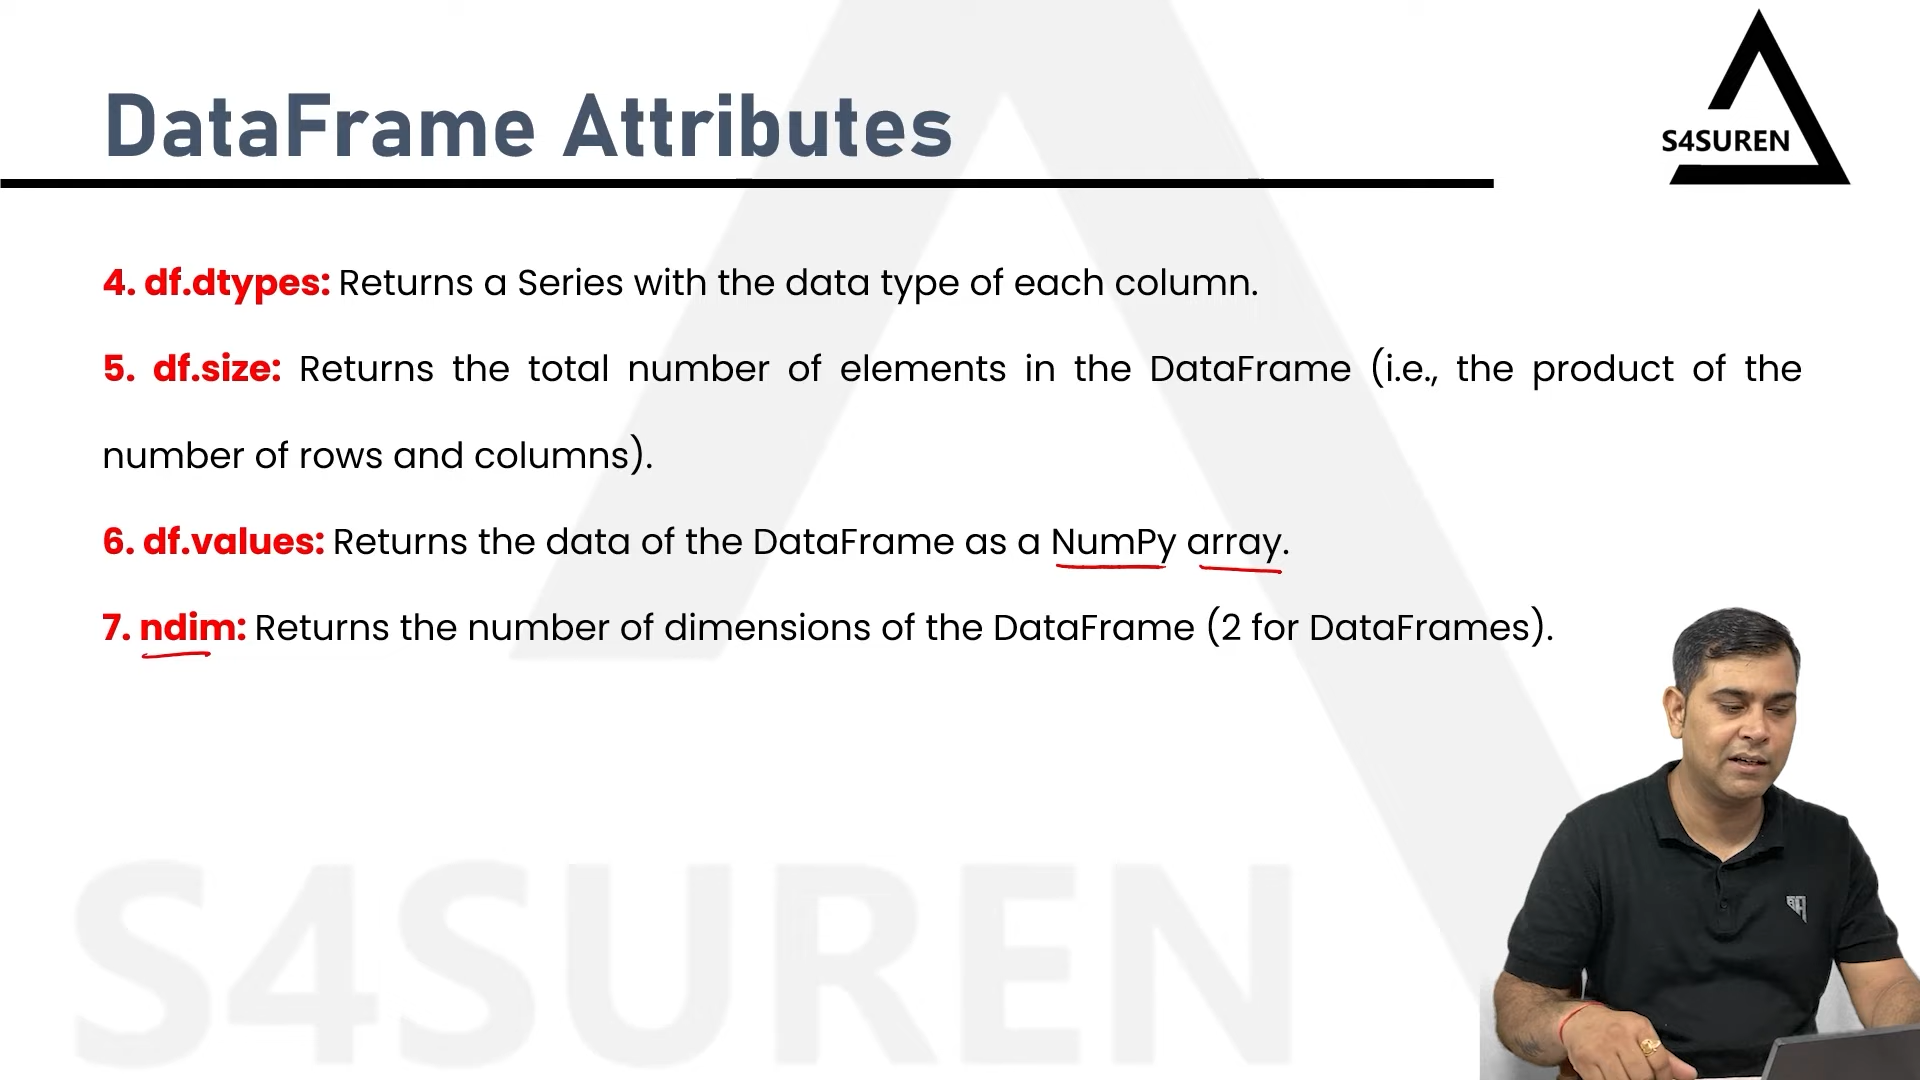 DataFrame Attributes
S4SUREN
4. df.dtypes: Returns a Series with the data type of each column.
5. df.size: Returns the total number of elements in the DataFrame (i.e., the product of the
number of rows and columns).
6. df.values: Returns the data of the DataFrame as a NumPy array.
7. ndim: Returns the number of dimensions of the DataFrame (2 for DataFrames).
S4SUREN